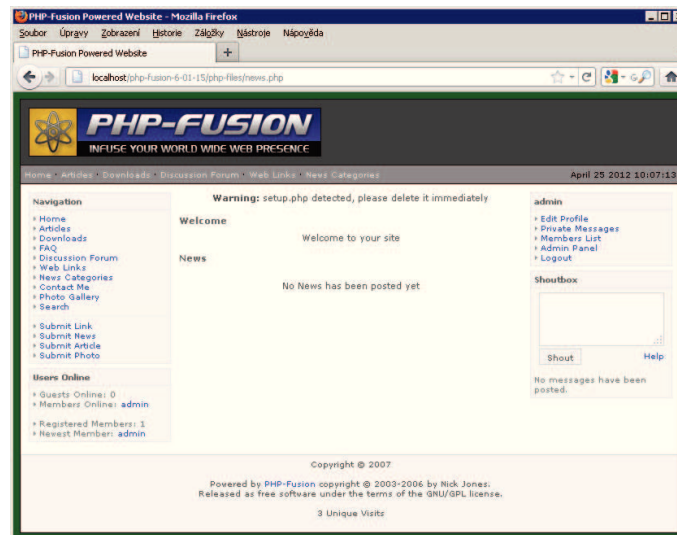 PHP-Fusion Powered Website - Mozilla Firefox
Soubor Úpravy Zobrazení Historie Záložky Nástroje Nápověda
PHP-Fusion Powered Website +
localhost/php-fusion-6-01-15/php-files/news.php
PHP-FUSION
INFUSE YOUR WORLD WIDE WEB PRESENCE
Home · Articles · Downloads · Discussion Forum · Web Links · News Categories
April 25 2012 10:07:13
Navigation
Home
Articles
Downloads
FAQ
Discussion Forum
Web Links
News Categories
Contact Me
Photo Gallery
Search
Submit Link
Submit News
Submit Article
Submit Photo
Users Online
Guests Online: 0
Members Online: admin
Registered Members: 1
Newest Member: admin
Warning: setup.php detected, please delete it immediately
Welcome
Welcome to your site
News
No News has been posted yet
admin
Edit Profile
Private Messages
Members List
Admin Panel
Logout
Shoutbox
Shout Help
No messages have been
posted.
Copyright © 2007
Powered by PHP-Fusion copyright © 2003-2006 by Nick Jones.
Released as free software under the terms of the GNU/GPL license.
3 Unique Visits